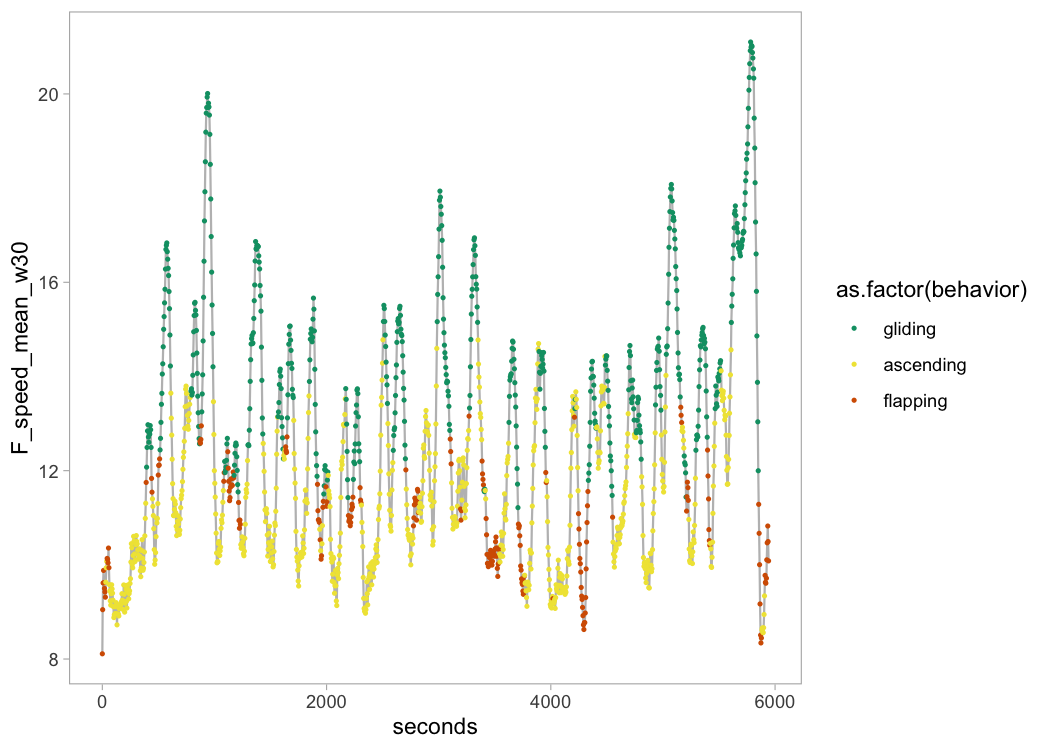 F_speed_mean_w30
20
16
12
8
0 2000 4000 6000
seconds
as.factor(behavior)
gliding
ascending
flapping